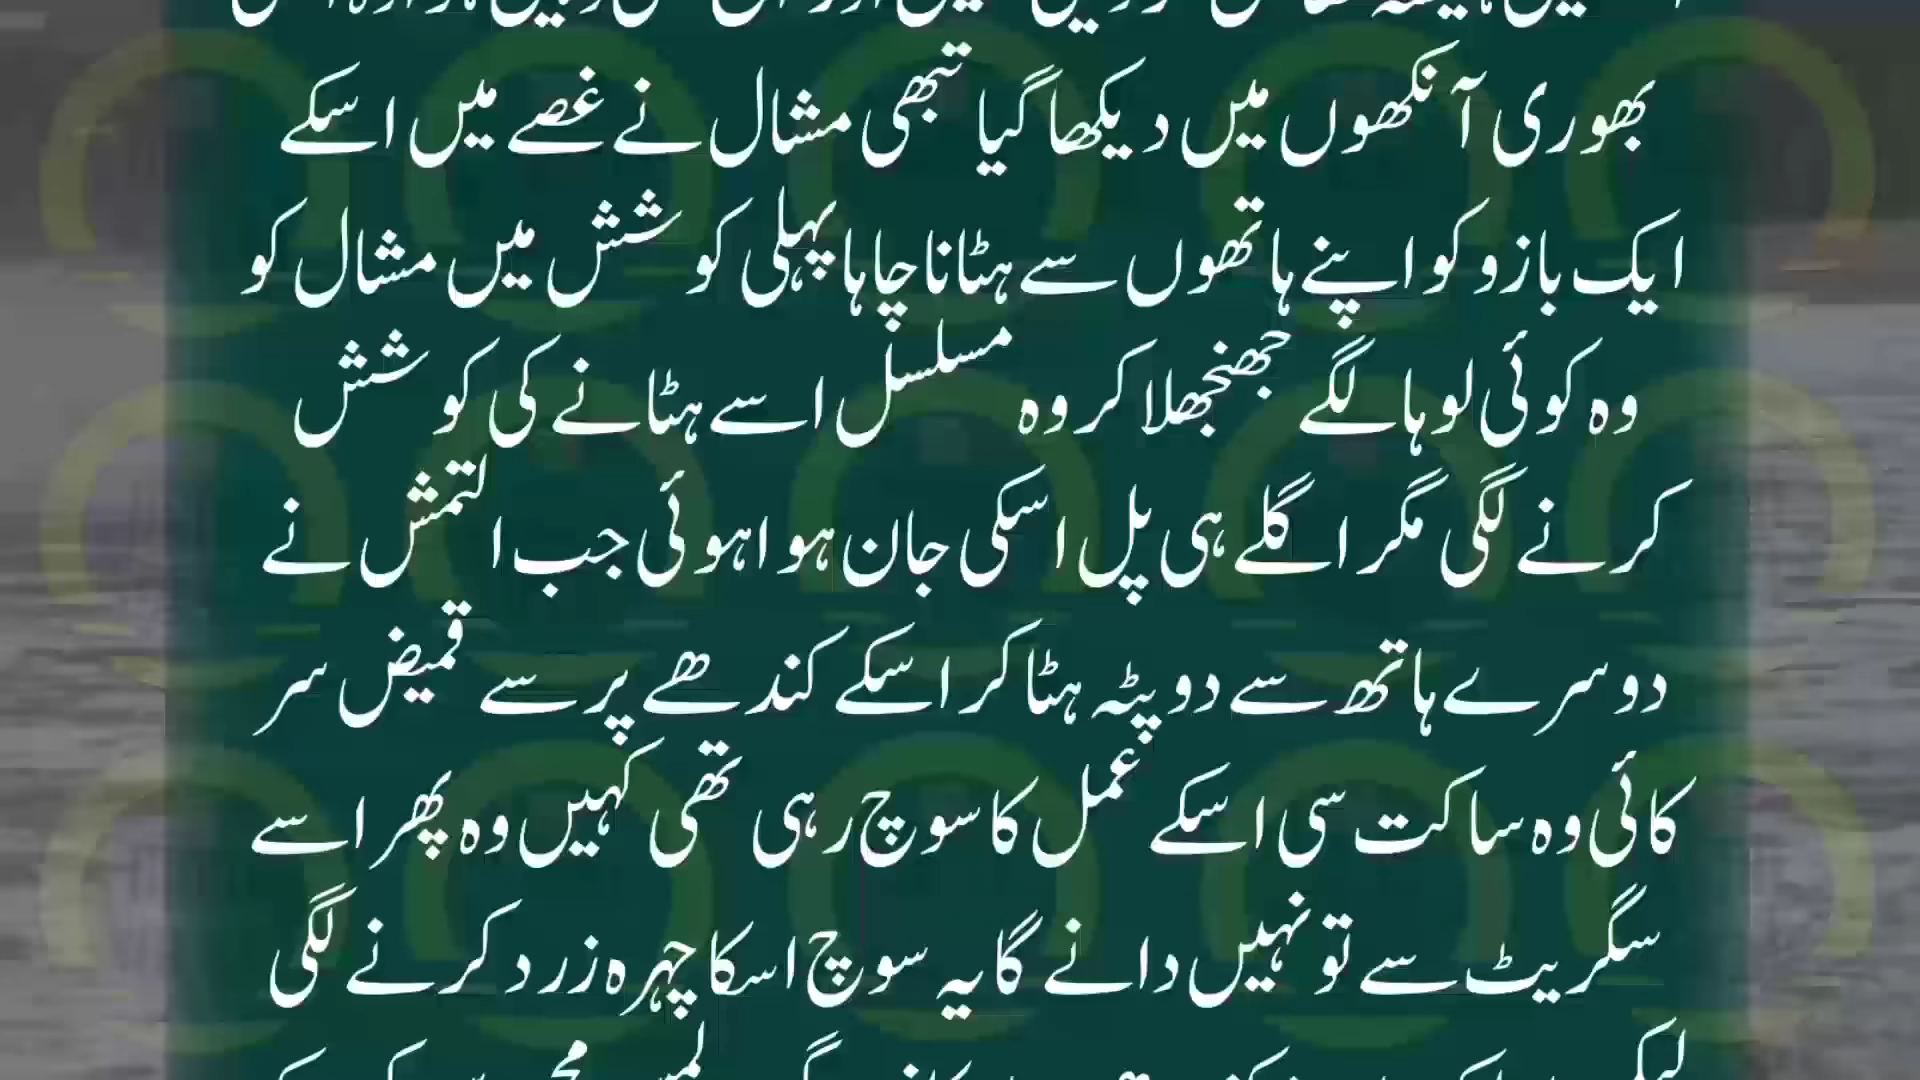 بھوری آنکھوں میں دیکھا گیا تبھی مشال نے غصے میں اسکے
ایک بازو کو اپنے ہاتھوں سے ہٹانا چاہا پہلی کوشش میں مشال کو
وہ کوئی لوہا لگے جھنجھلا کر وہ مسلسل اسے ہٹانے کی کوشش
کرنے لگی مگر اگلے ہی پل اسکی جان ہوا ہوئی جب التمش نے
دوسرے ہاتھ سے دوپٹہ ہٹا کر اسکے کندھے پر سے قمیض سر
کائی وہ ساکت سی اسکے عمل کا سوچ رہی تھی کہیں وہ پھر اسے
سگریٹ سے تو نہیں دانے گا یہ سوچ اسکا چہرہ زرد کرنے لگی